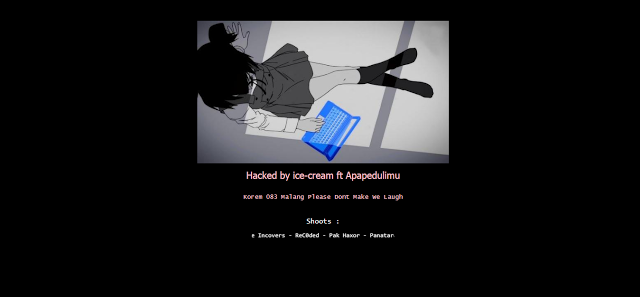 Hacked by ice-cream ft Apapedulimu
Korem 083 Malang Please Dont Make We Laugh
Shoots :
Incovers - ReC0ded - Pak Haxor - Panatar